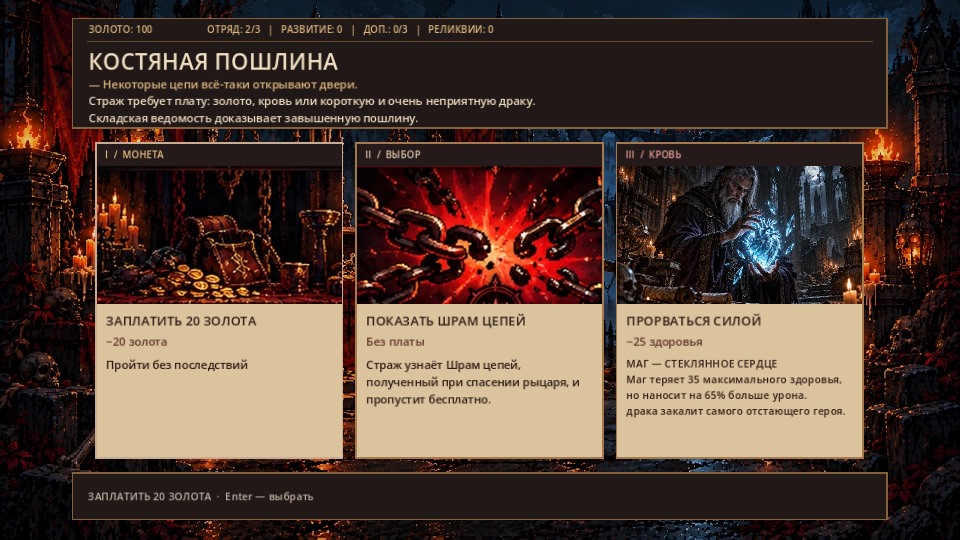 ЗОЛОТО: 100 ОТРЯД: 2/3 | РАЗВИТИЕ: 0 | ДОП.: 0/3 | РЕЛИКВИИ: 0
КОСТЯНАЯ ПОШЛИНА
— Некоторые цепи всё-таки открывают двери.
Страж требует плату: золото, кровь или короткую и очень неприятную драку.
Складская ведомость доказывает завышенную пошлину.
I / МОНЕТА
ЗАПЛАТИТЬ 20 ЗОЛОТА
−20 золота
Пройти без последствий
II / ВЫБОР
ПОКАЗАТЬ ШРАМ ЦЕПЕЙ
Без платы
Страж узнаёт Шрам цепей,
полученный при спасении рыцаря, и
пропустит бесплатно.
III / КРОВЬ
ПРОРВАТЬСЯ СИЛОЙ
−25 здоровья
МАГ — СТЕКЛЯННОЕ СЕРДЦЕ
Маг теряет 35 максимального здоровья,
но наносит на 65% больше урона.
драка закалит самого отстающего героя.
ЗАПЛАТИТЬ 20 ЗОЛОТА · Enter — выбрать